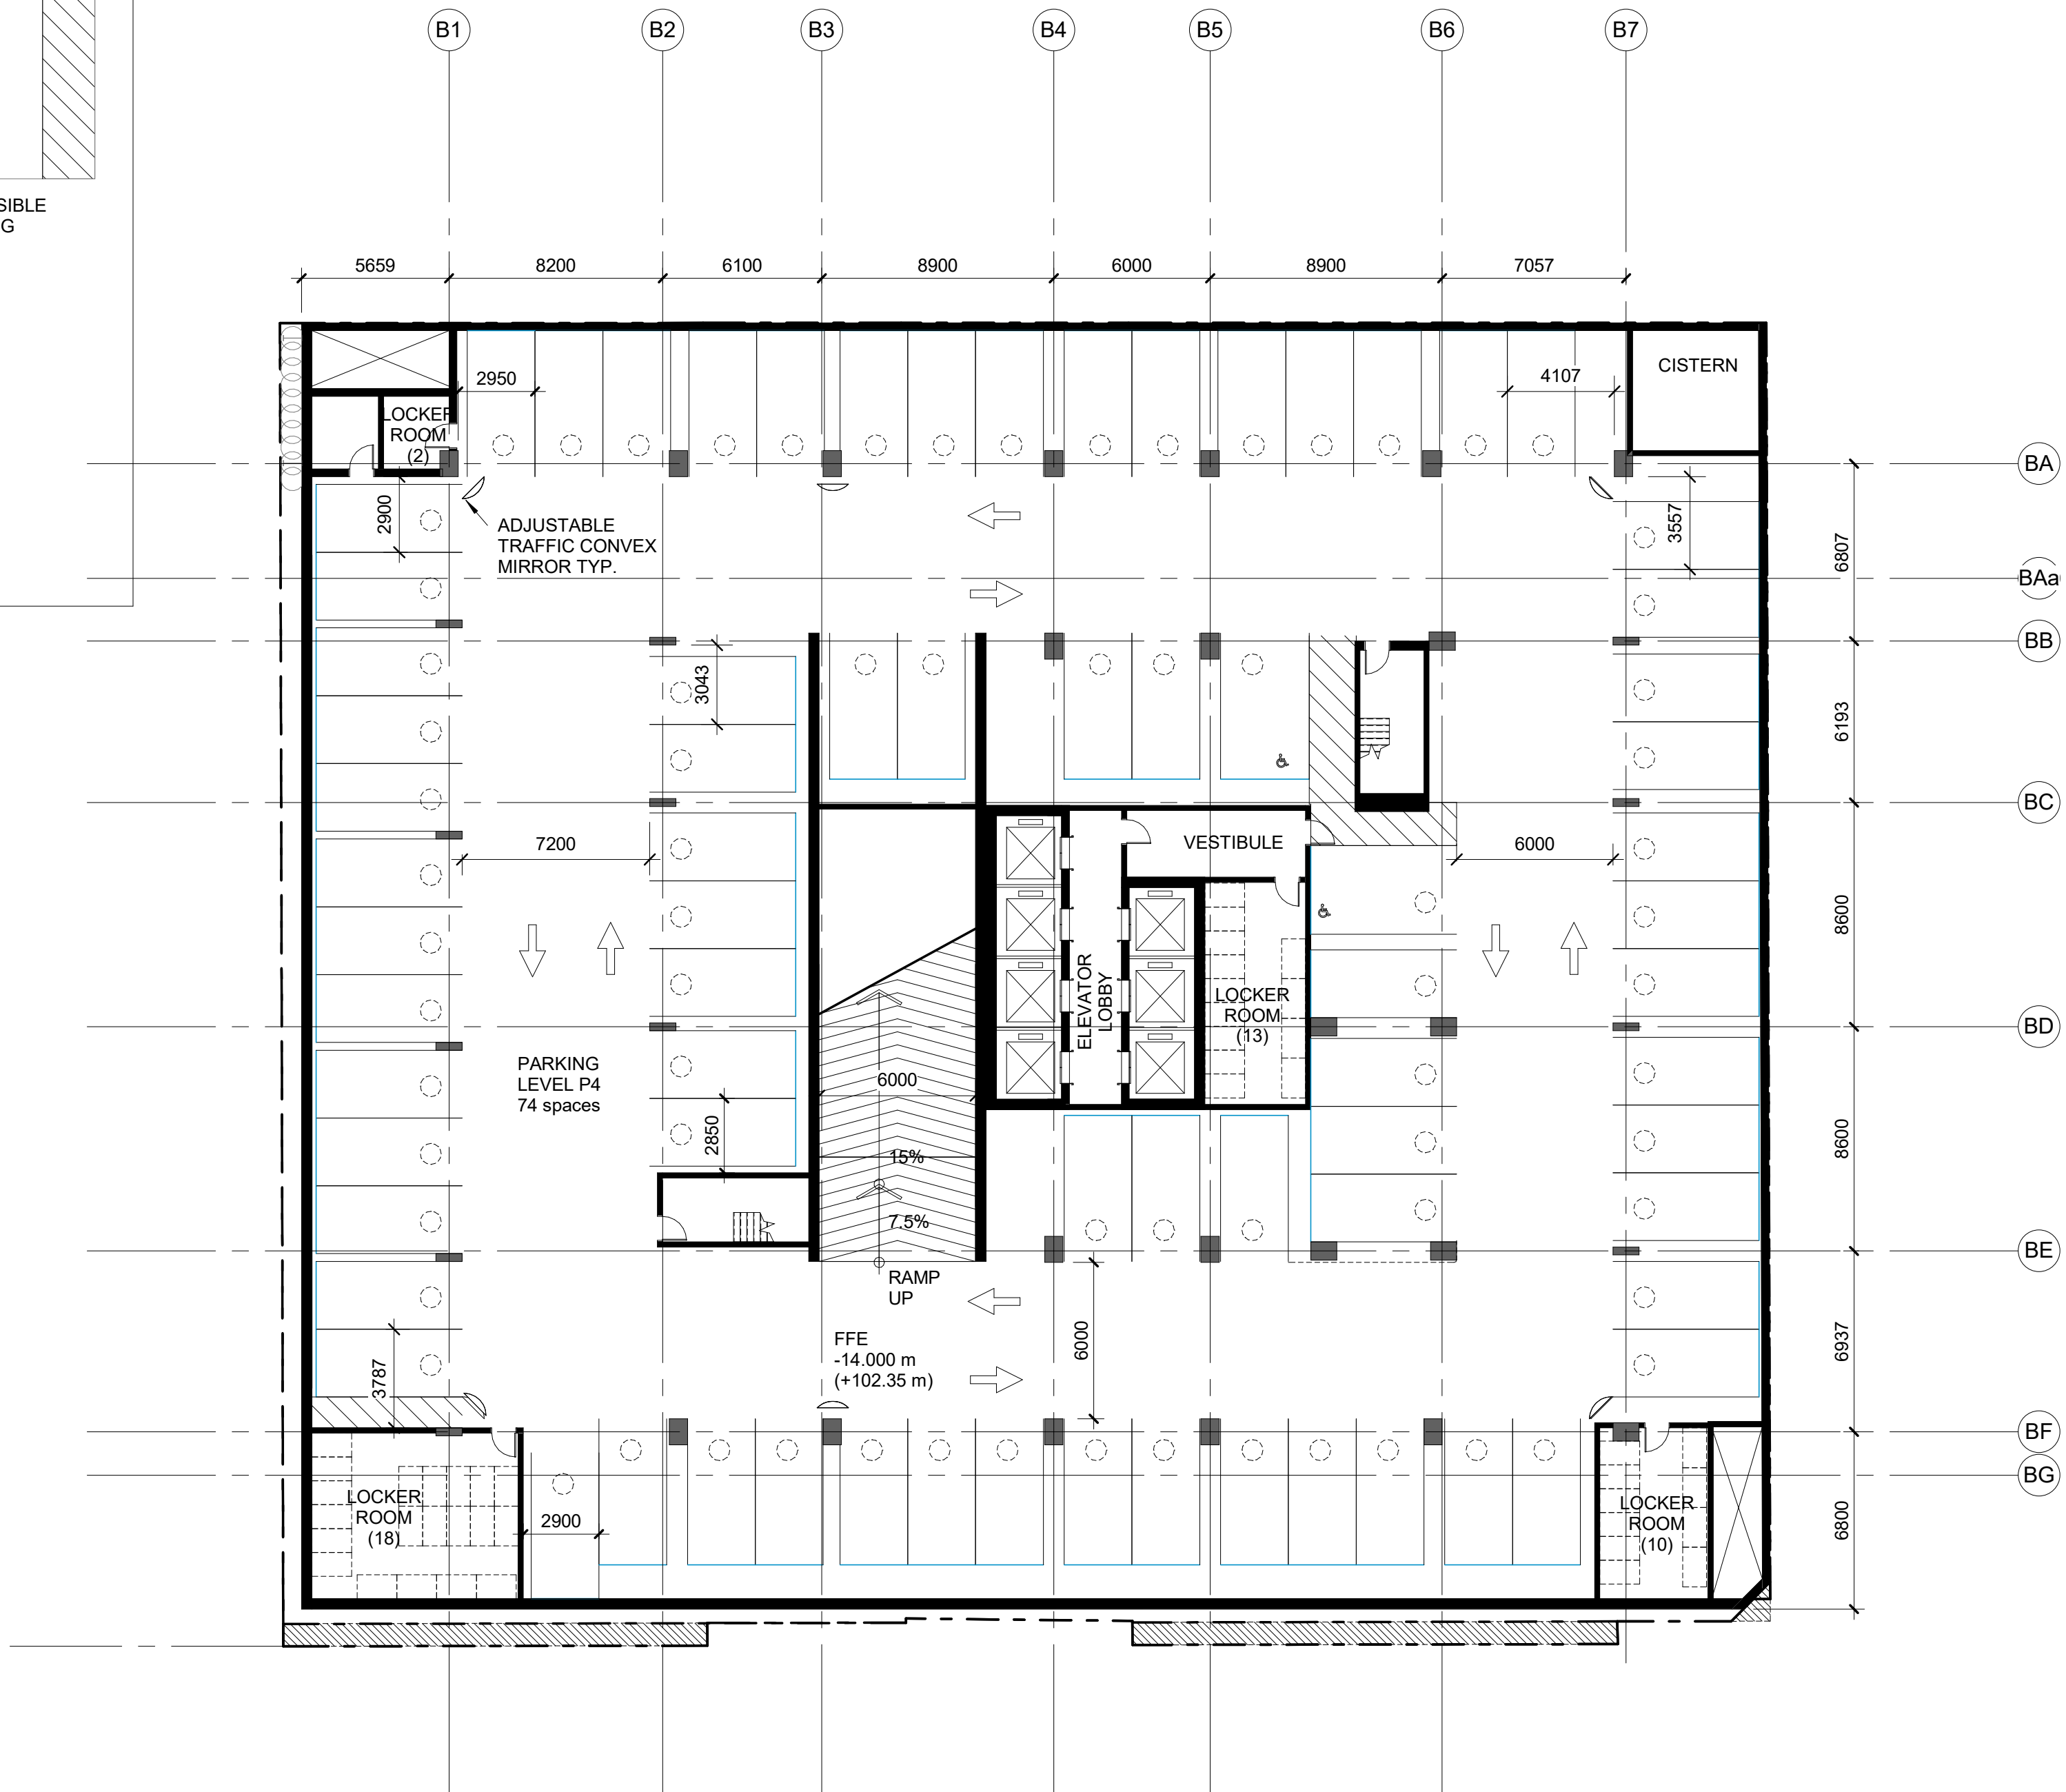 B1
B2
B3
B4
B5
B6
B7
SIBLE
G
5659
8200
6100
8900
6000
8900
7057
CISTERN
2950
4107
LOCKER
ROOM
(2)
BA
2900
ADJUSTABLE
TRAFFIC CONVEX
MIRROR TYP.
3557
6807
BAa
BB
3043
6193
BC
7200
VESTIBULE
6000
8600
ELEVATOR
LOBBY
LOCKER
ROOM
(13)
BD
PARKING
LEVEL P4
74 spaces
6000
2850
15%
8600
7.5%
BE
RAMP
UP
FFE
-14.000 m
(+102.35 m)
6000
3787
6937
BF
BG
LOCKER
ROOM
(18)
2900
LOCKER
ROOM
(10)
6800